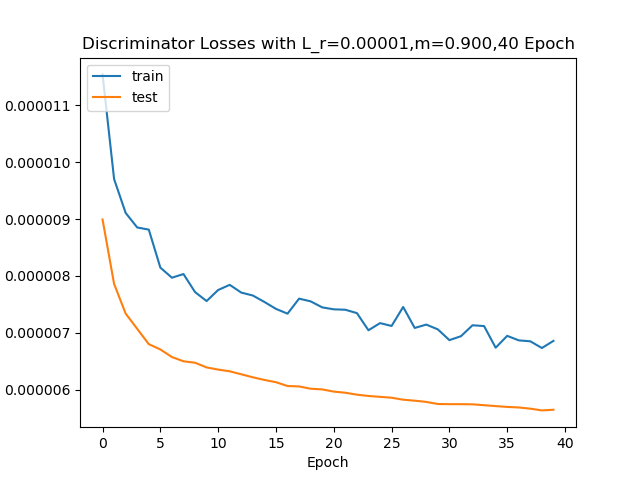 Discriminator Losses with L_r=0.00001,m=0.900,40 Epoch
train
test
0.000011
0.000010
0.000009
0.000008
0.000007
0.000006
0 5 10 15 20 25 30 35 40
Epoch